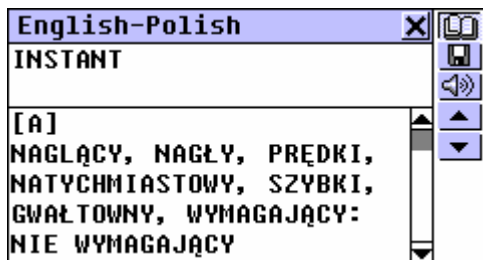 English-Polish
INSTANT
[A]
NAGLĄCY, NAGŁY, PRĘDKI,
NATYCHMIASTOWY, SZYBKI,
GWAŁTOWNY, WYMAGAJĄCY:
NIE WYMAGAJĄCY